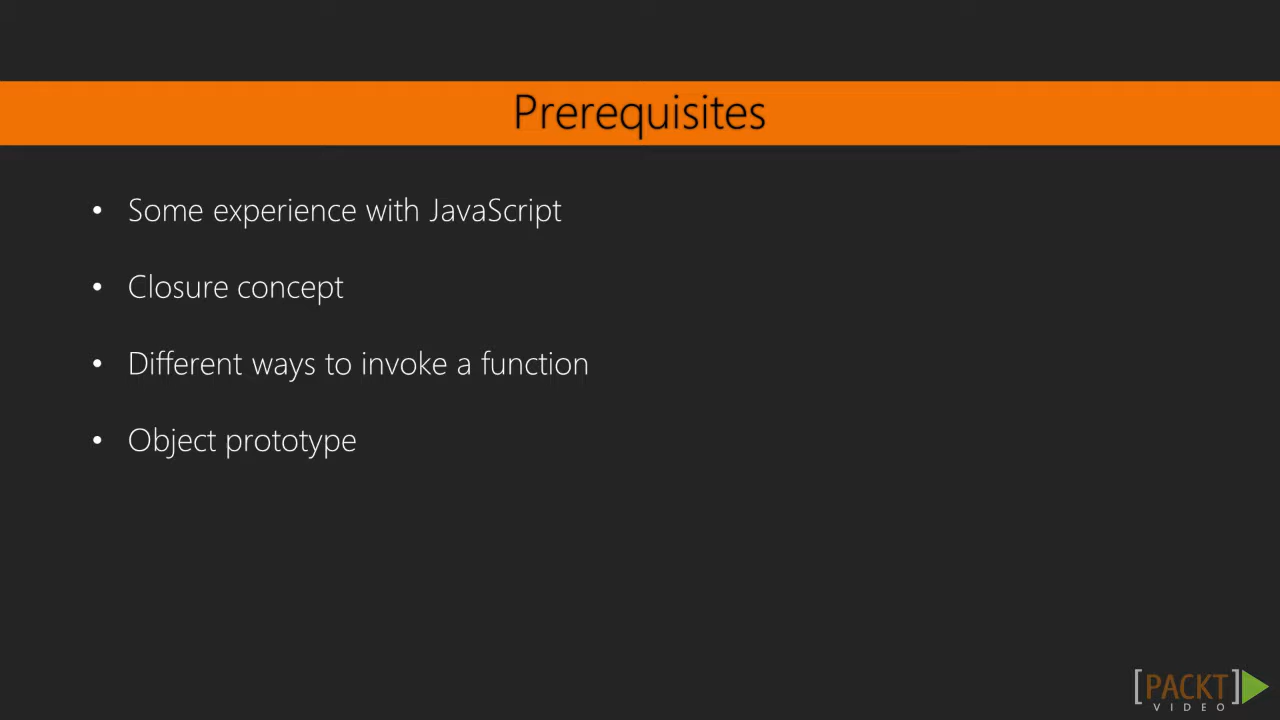 Prerequisites
• Some experience with JavaScript
• Closure concept
• Different ways to invoke a function
• Object prototype
[PACKT]
VIDEO